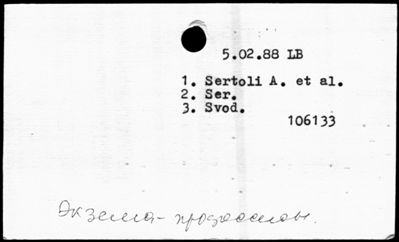 5.02.88 LB
1. Sertoli A. et al.
2. Ser.
3. Svod.
106133
Экзема-